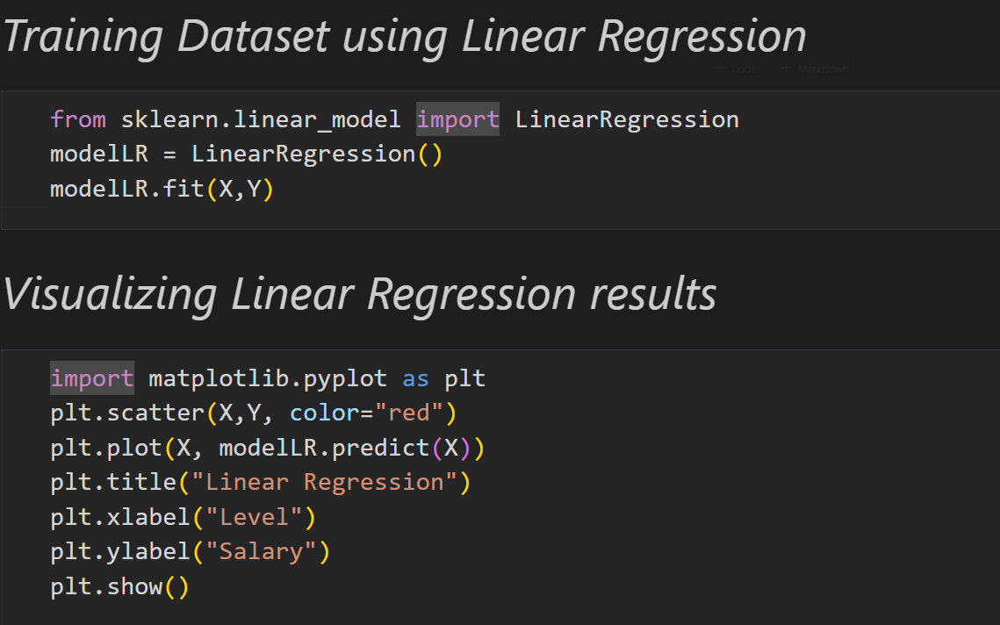 Training Dataset using Linear Regression
+ Code + Markdown
from sklearn.linear_model import LinearRegression
modelLR = LinearRegression()
modelLR.fit(X,Y)
Visualizing Linear Regression results
import matplotlib.pyplot as plt
plt.scatter(X,Y, color="red")
plt.plot(X, modelLR.predict(X))
plt.title("Linear Regression")
plt.xlabel("Level")
plt.ylabel("Salary")
plt.show()